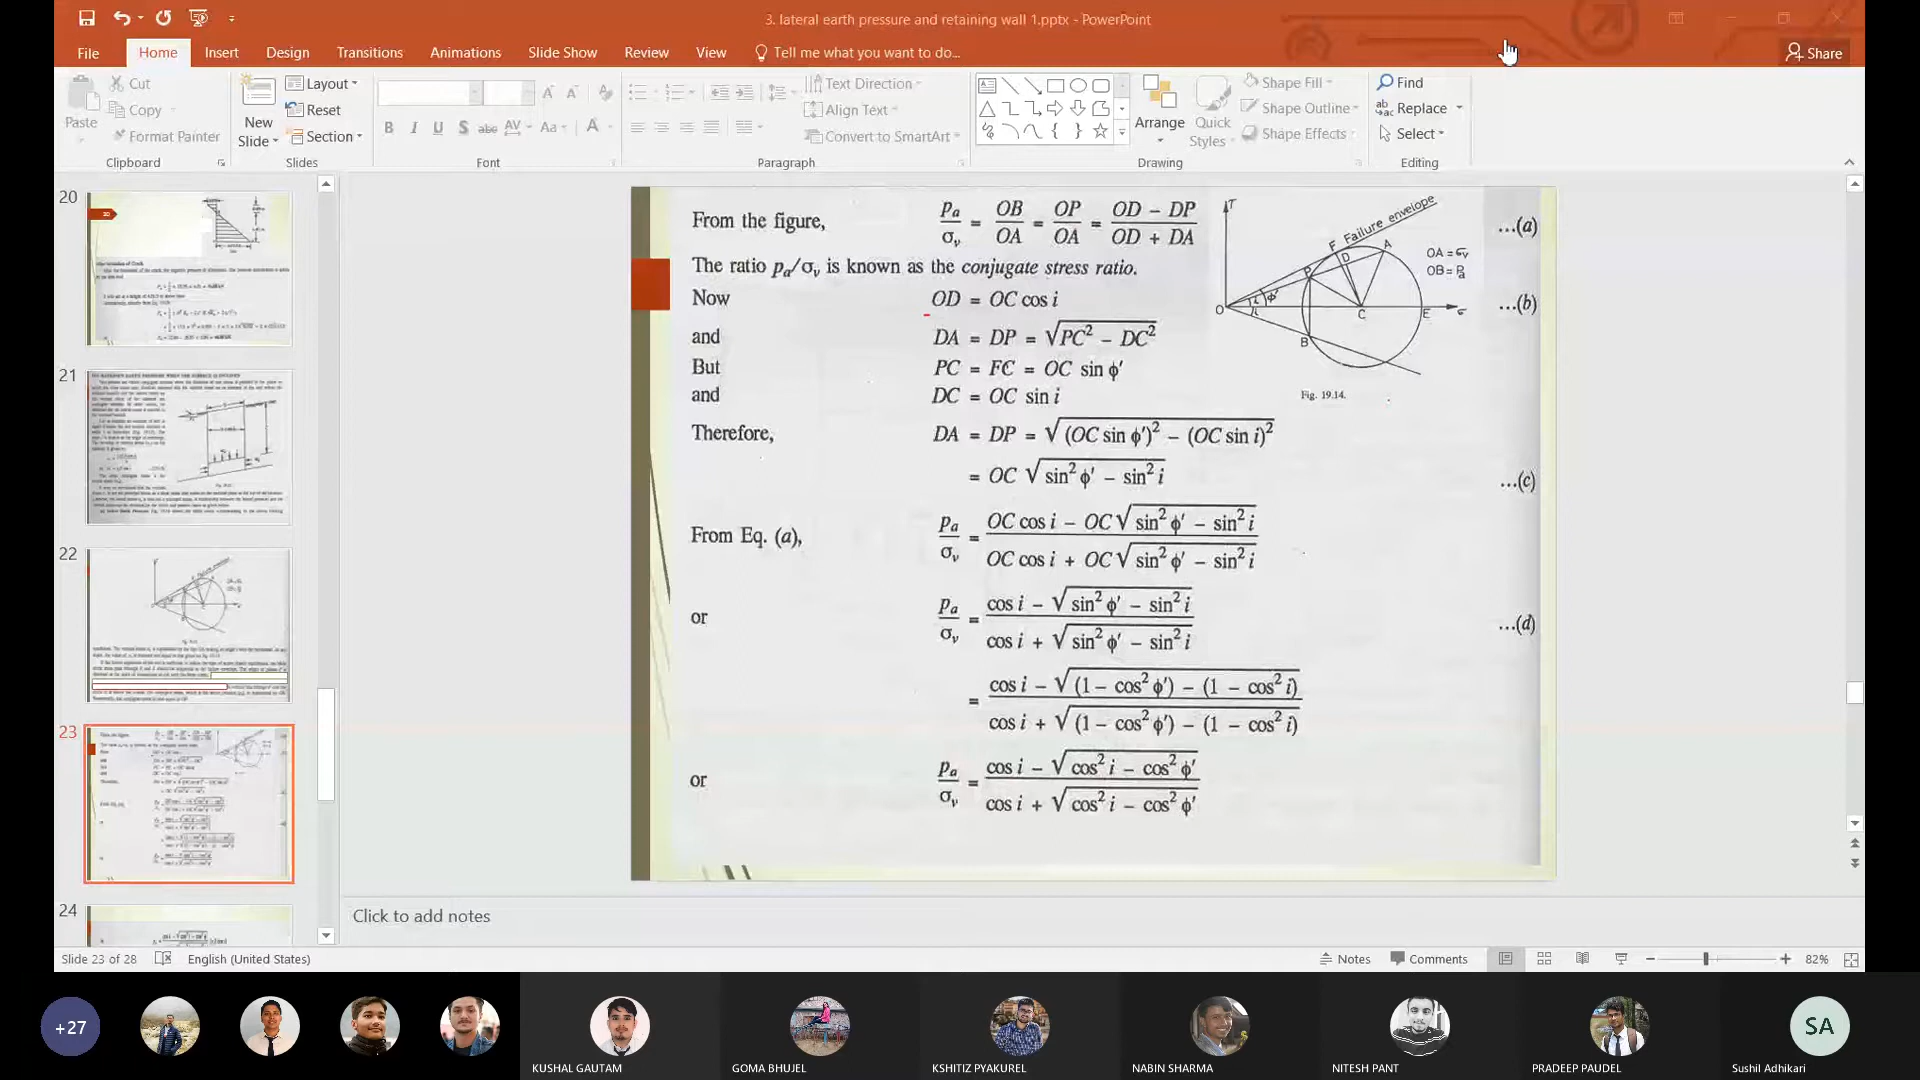 3. lateral earth pressure and retaining wall 1.pptx - PowerPoint
File Home Insert Design Transitions Animations Slide Show Review View Tell me what you want to do... Share
Paste Cut Copy Format Painter Clipboard
New Slide Layout Reset Section Slides
B I U S abc AV Aa A Font
Text Direction Align Text Convert to SmartArt Paragraph
Arrange Quick Styles Shape Fill Shape Outline Shape Effects Drawing
Find Replace Select Editing
20
21
22
23
24
From the figure, pa/σv = OB/OA = OP/OA = (OD − DP)/(OD + DA) ...(a)
The ratio pa/σv is known as the conjugate stress ratio.
Now OD = OC cos i ...(b)
and DA = DP = √(PC² − DC²)
But PC = FC = OC sin φ′
and DC = OC sin i
Therefore, DA = DP = √((OC sin φ′)² − (OC sin i)²)
= OC √(sin² φ′ − sin² i) ...(c)
From Eq. (a), pa/σv = (OC cos i − OC √(sin² φ′ − sin² i))/(OC cos i + OC √(sin² φ′ − sin² i))
or pa/σv = (cos i − √(sin² φ′ − sin² i))/(cos i + √(sin² φ′ − sin² i)) ...(d)
= (cos i − √((1 − cos² φ′) − (1 − cos² i)))/(cos i + √((1 − cos² φ′) − (1 − cos² i)))
or pa/σv = (cos i − √(cos² i − cos² φ′))/(cos i + √(cos² i − cos² φ′))
τ Failure envelope
F A
D
P
OA = σv
OB = Pa
i φ′
i
O C E σ
B
Fig. 19.14.
Click to add notes
Slide 23 of 28 English (United States) Notes Comments 82%
+27
KUSHAL GAUTAM
GOMA BHUJEL
KSHITIZ PYAKUREL
NABIN SHARMA
NITESH PANT
PRADEEP PAUDEL
SA
Sushil Adhikari